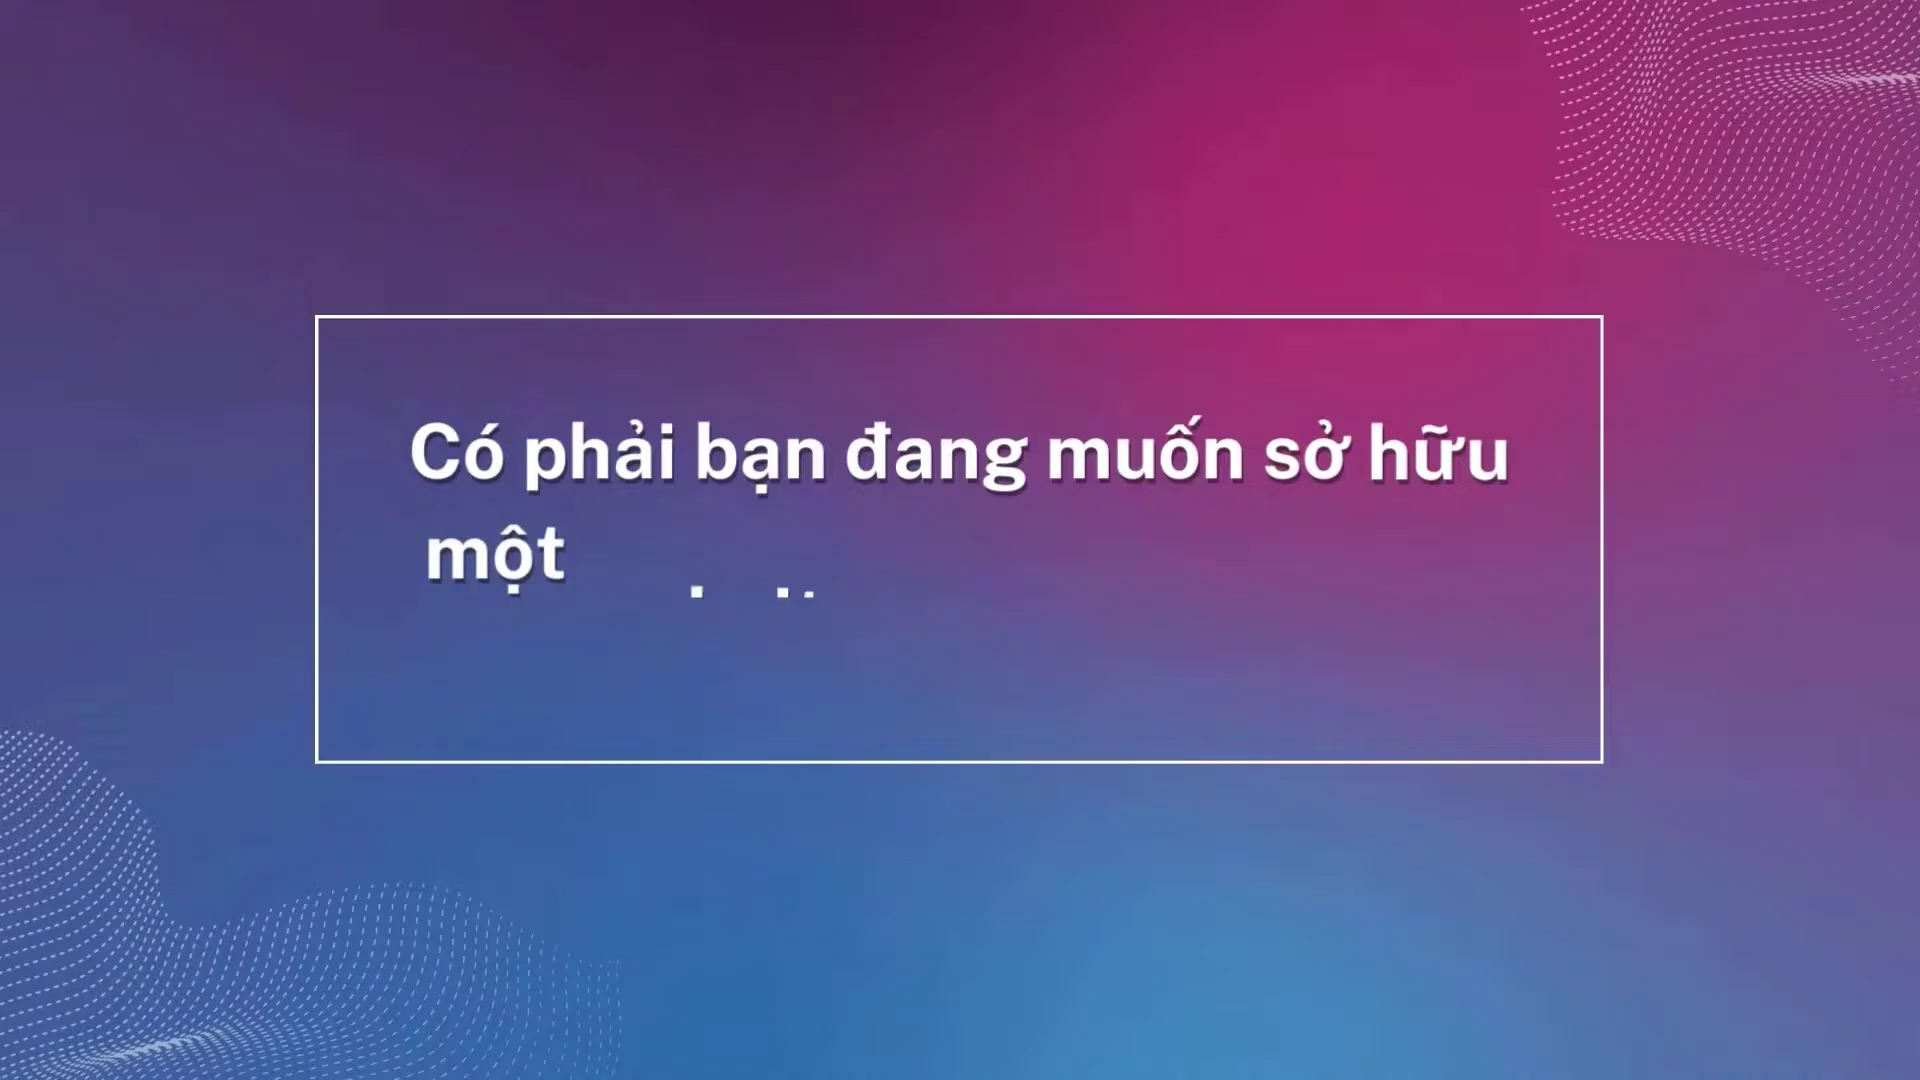 Có phải bạn đang muốn sở hữu
một